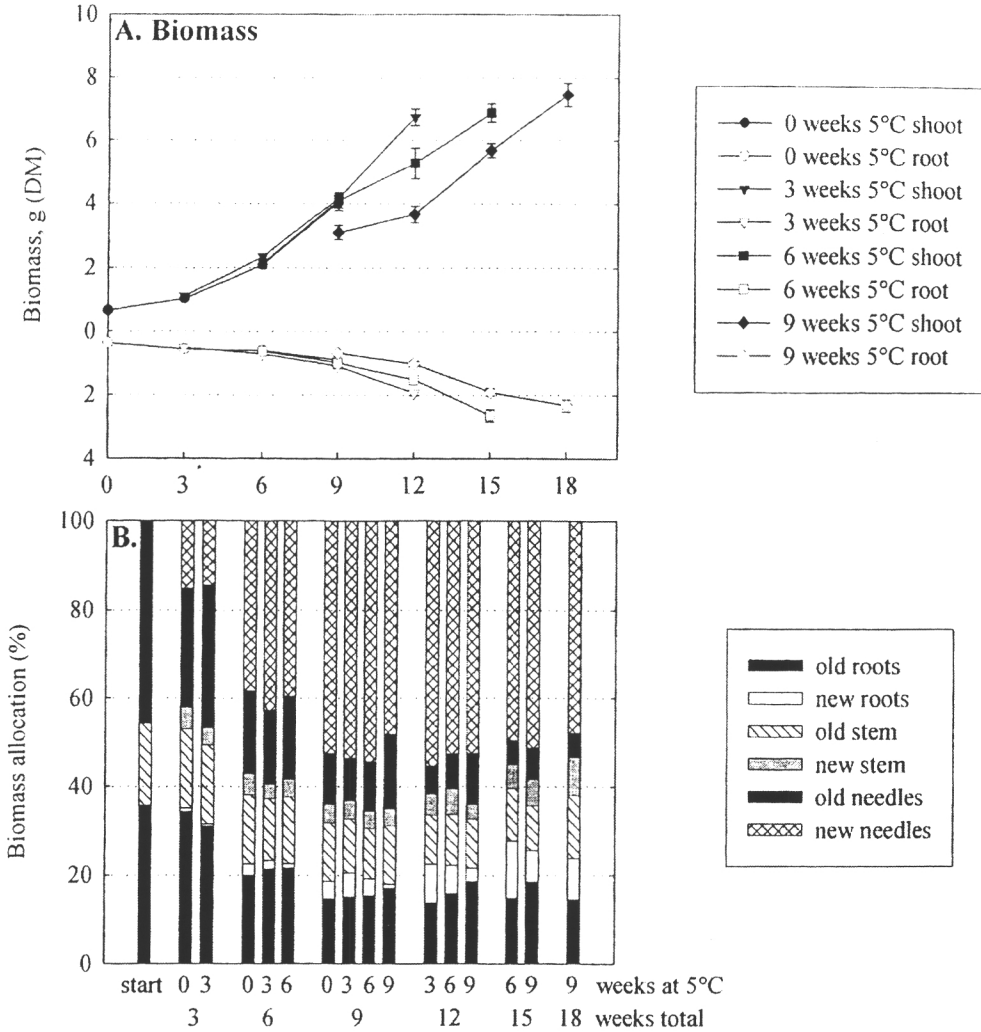 10
A. Biomass
8
6
4
2
0
2
4
Biomass, g (DM)
0 3 6 9 12 15 18
0 weeks 5°C shoot
0 weeks 5°C root
3 weeks 5°C shoot
3 weeks 5°C root
6 weeks 5°C shoot
6 weeks 5°C root
9 weeks 5°C shoot
9 weeks 5°C root
100
B.
80
60
40
20
0
Biomass allocation (%)
old roots
new roots
old stem
new stem
old needles
new needles
start 0 3 0 3 6 0 3 6 9 3 6 9 6 9 9 weeks at 5°C
3 6 9 12 15 18 weeks total